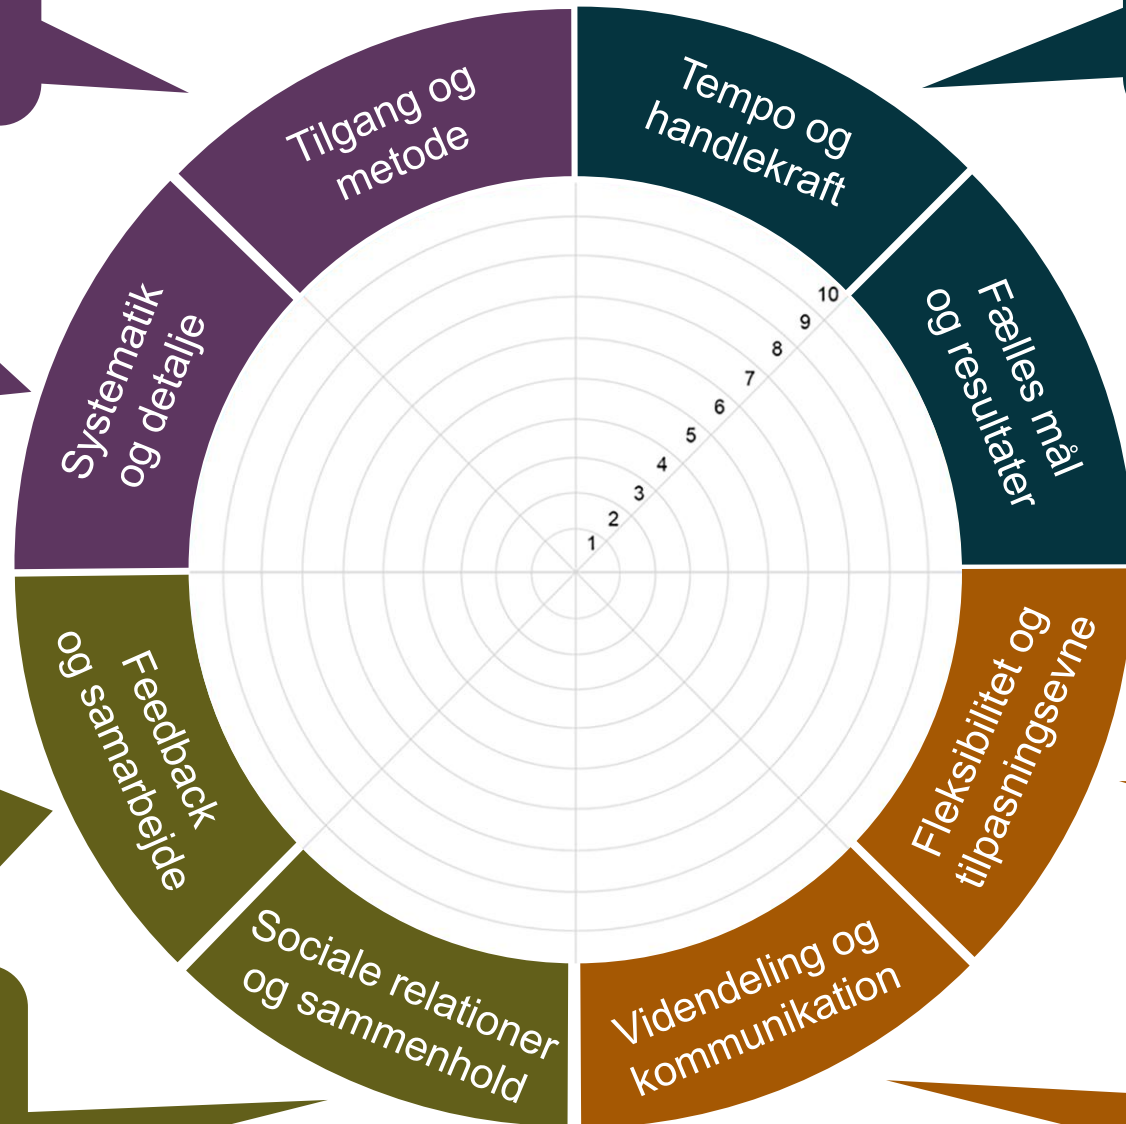 Tilgang og
metode
Tempo og
handlekraft
Fælles mål
og resultater
Fleksibilitet og
tilpasningsevne
Videndeling og
kommunikation
Sociale relationer
og sammenhold
Feedback
og samarbejde
Systematik
og detalje
10
9
8
7
6
5
4
3
2
1